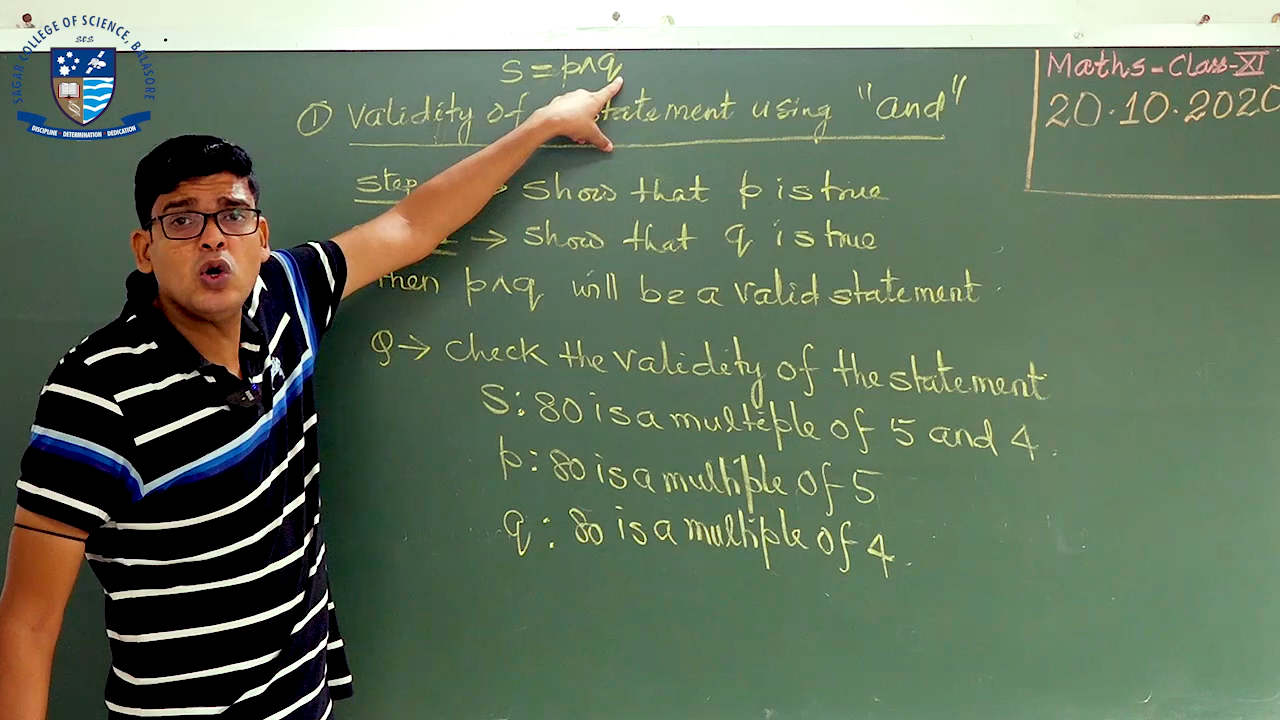 SAGAR COLLEGE OF SCIENCE, BALASORE
SCS
DISCIPLINE - DETERMINATION - DEDICATION
S = p∧q
① Validity of statement using "and"
Step → Show that p is true
→ Show that q is true
then p∧q will be a valid statement.
Q → Check the validity of the statement
S : 80 is a multiple of 5 and 4.
p : 80 is a multiple of 5
q : 80 is a multiple of 4.
Maths - Class - XI
20.10.2020